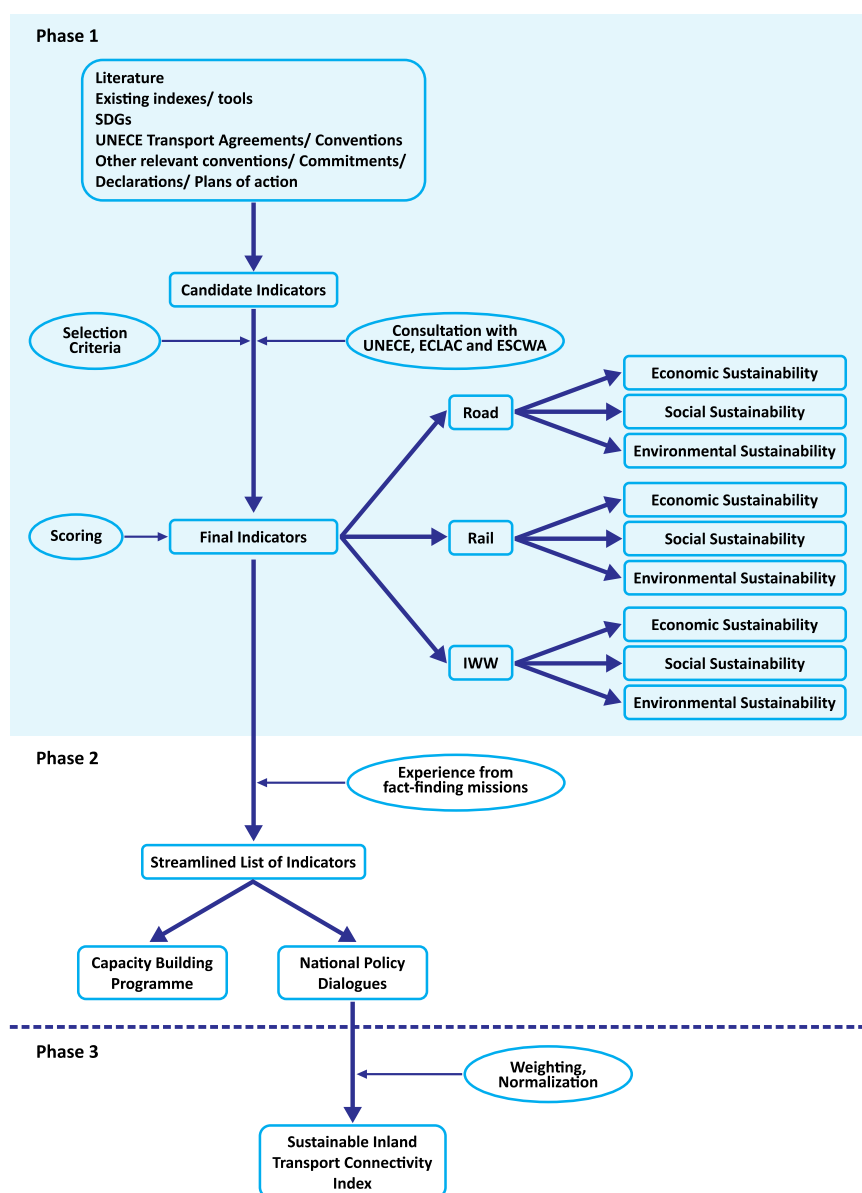 Phase 1
Literature
Existing indexes/ tools
SDGs
UNECE Transport Agreements/ Conventions
Other relevant conventions/ Commitments/
Declarations/ Plans of action
Candidate Indicators
Selection
Criteria
Consultation with
UNECE, ECLAC and ESCWA
Economic Sustainability
Road
Social Sustainability
Environmental Sustainability
Scoring
Final Indicators
Economic Sustainability
Rail
Social Sustainability
Environmental Sustainability
Economic Sustainability
IWW
Social Sustainability
Environmental Sustainability
Phase 2
Experience from
fact-finding missions
Streamlined List of Indicators
Capacity Building
Programme
National Policy
Dialogues
Phase 3
Weighting,
Normalization
Sustainable Inland
Transport Connectivity
Index